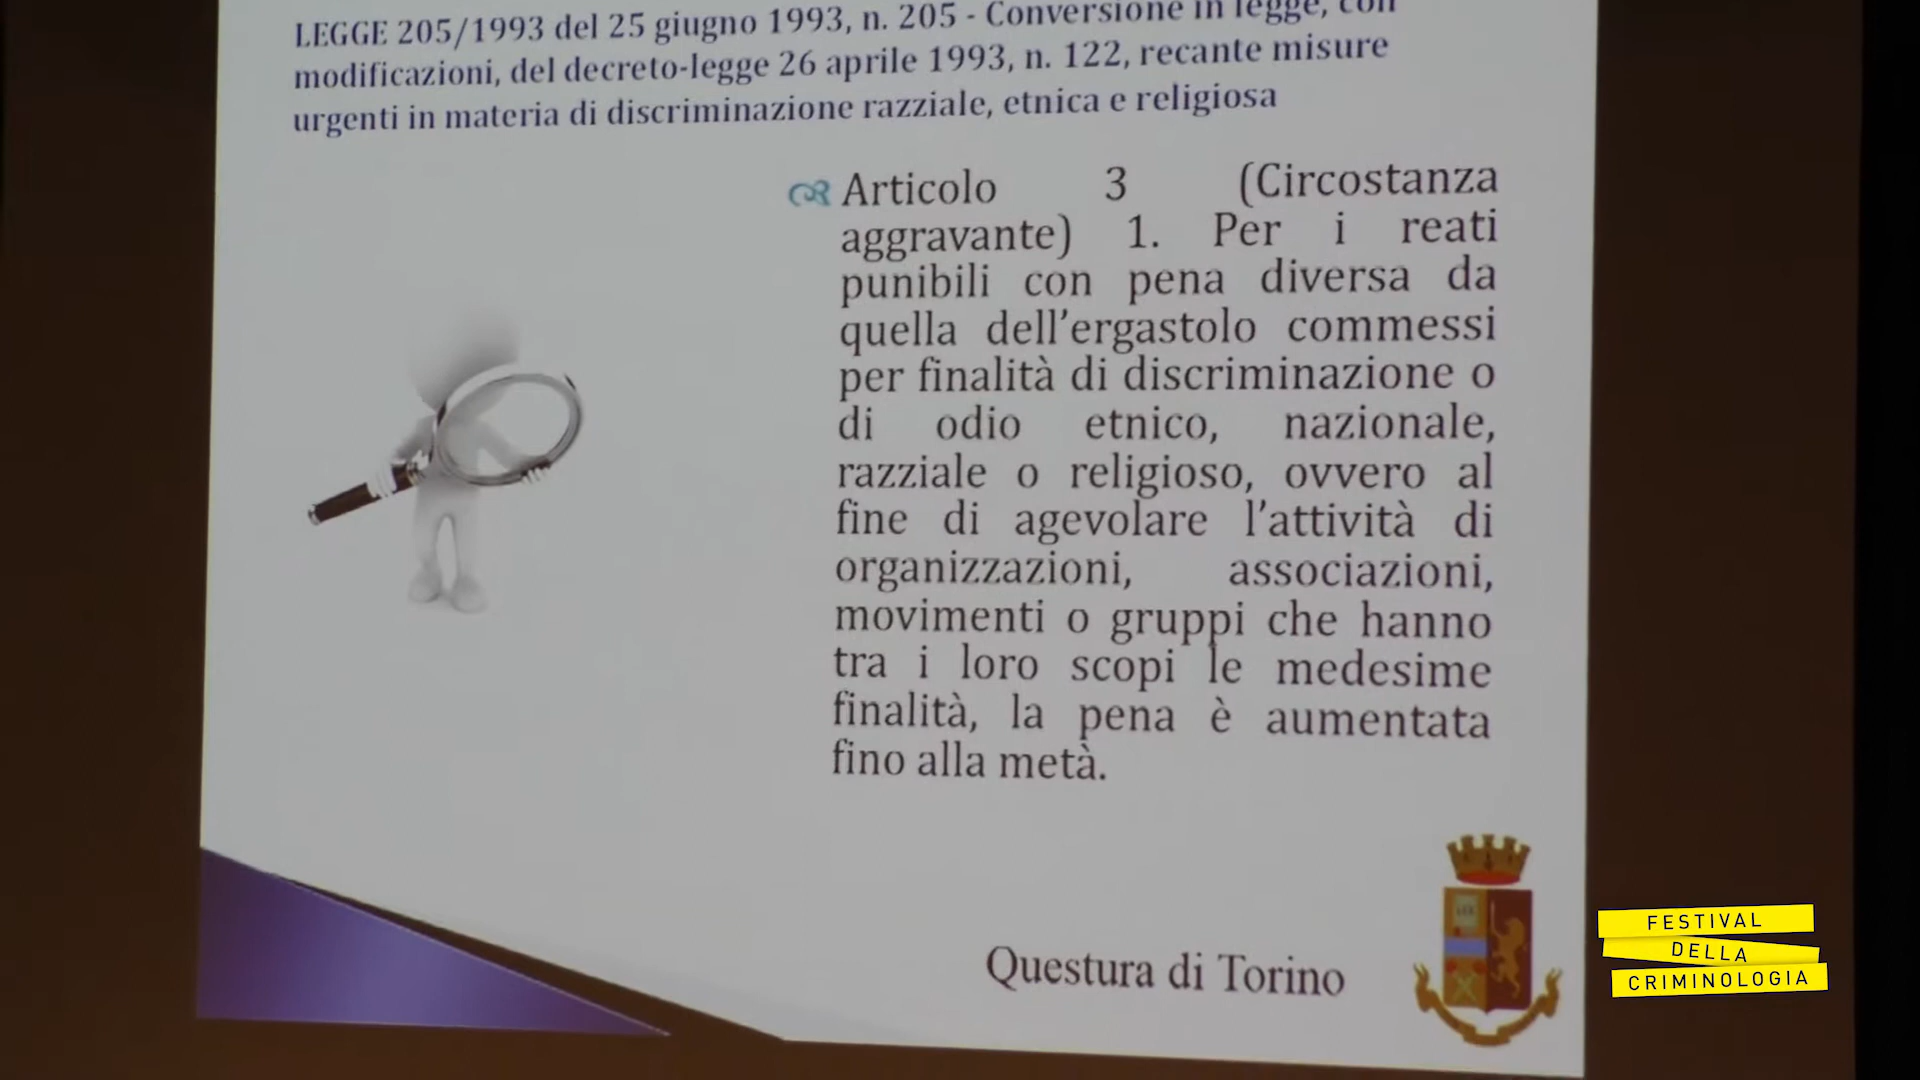 LEGGE 205/1993 del 25 giugno 1993, n. 205 - Conversione in legge, con
modificazioni, del decreto-legge 26 aprile 1993, n. 122, recante misure
urgenti in materia di discriminazione razziale, etnica e religiosa
Articolo 3 (Circostanza
aggravante) 1. Per i reati
punibili con pena diversa da
quella dell'ergastolo commessi
per finalità di discriminazione o
di odio etnico, nazionale,
razziale o religioso, ovvero al
fine di agevolare l'attività di
organizzazioni, associazioni,
movimenti o gruppi che hanno
tra i loro scopi le medesime
finalità, la pena è aumentata
fino alla metà.
Questura di Torino
FESTIVAL
DELLA
CRIMINOLOGIA